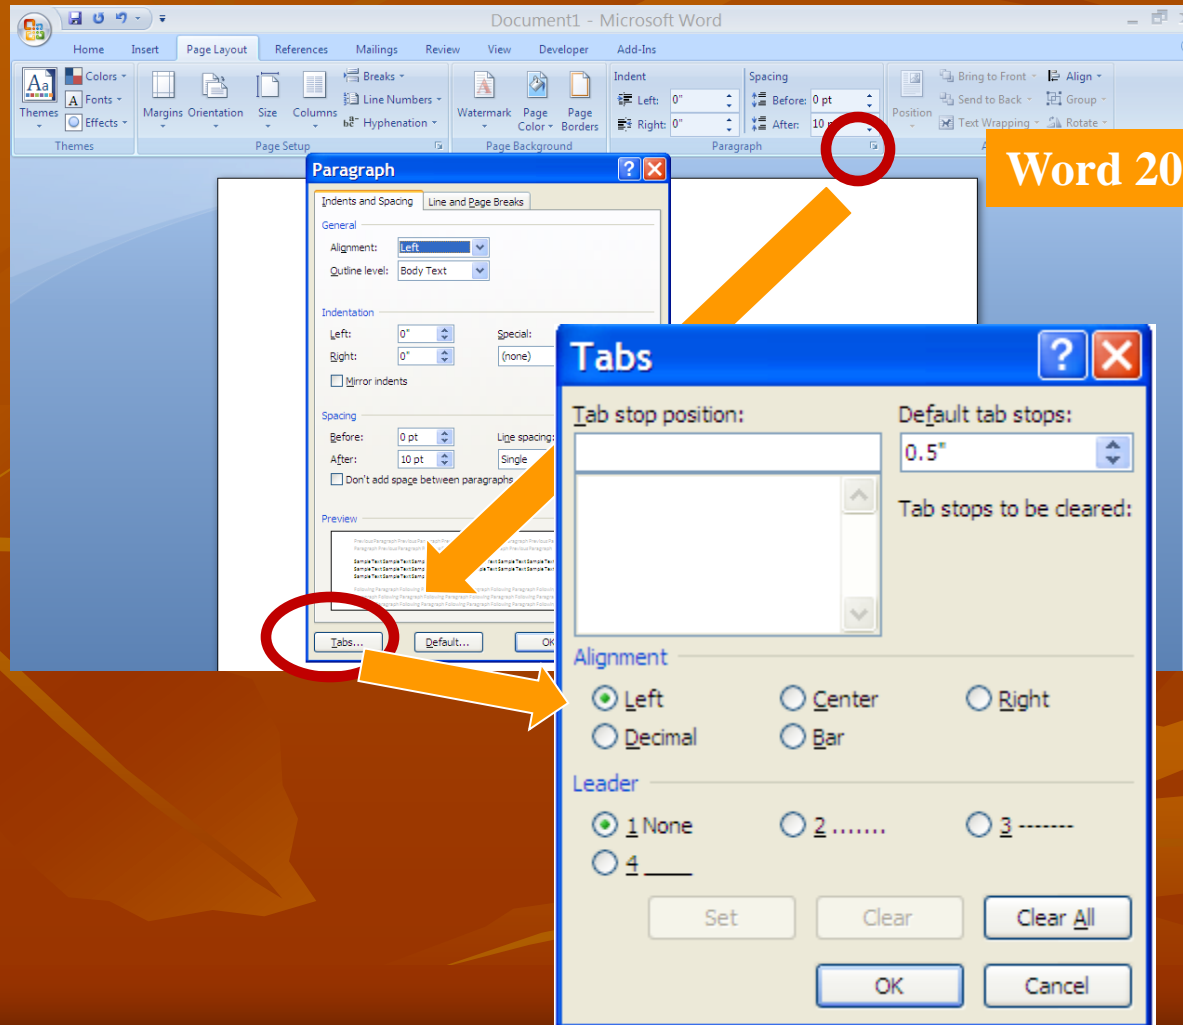 Document1 - Microsoft Word
Home Insert Page Layout References Mailings Review View Developer Add-Ins
Colors Breaks Indent Spacing Bring to Front Align
Aa A Fonts Line Numbers Left: 0" Before: 0 pt Send to Back Group
Themes Margins Orientation Size Columns Watermark Page Page Position
Effects Hyphenation Color Borders Right: 0" After: 10 Text Wrapping Rotate
Themes Page Setup Page Background Paragraph A
Word 20
Paragraph
Indents and Spacing Line and Page Breaks
General
Alignment: Left
Outline level: Body Text
Indentation
Left: 0" Special:
Right: 0" (none)
Mirror indents
Spacing
Before: 0 pt Line spacing:
After: 10 pt Single
Don't add space between paragraphs
Preview
Tabs... Default... OK
Tabs
Tab stop position: Default tab stops:
0.5"
Tab stops to be cleared:
Alignment
Left Center Right
Decimal Bar
Leader
1 None 2 ....... 3 -------
4 ____
Set Clear Clear All
OK Cancel